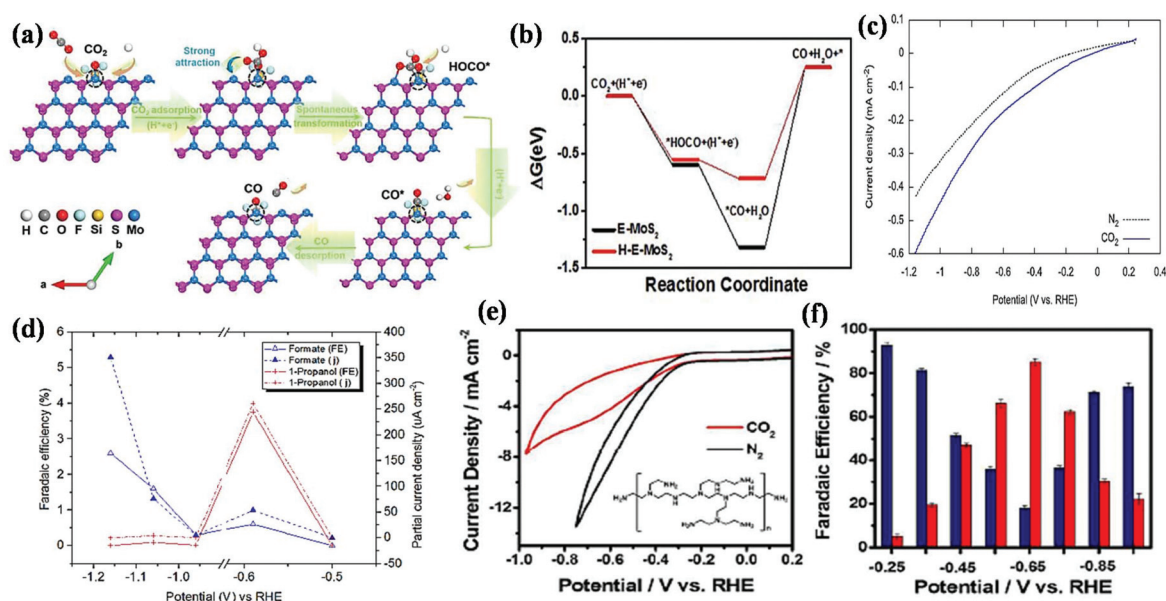 (a)
CO2
Strong
attraction
HOCO*
CO2 adsorption
(H⁺+e⁻)
Spontaneous
transformation
(H⁺+e⁻)
CO
CO*
CO
desorption
H C O F Si S Mo
b
a
(b)
CO+H2O+*
CO2+(H⁺+e⁻)
*HOCO+(H⁺+e⁻)
*CO+H2O
E-MoS2
H-E-MoS2
0.5
0.0
-0.5
-1.0
-1.5
ΔG(eV)
Reaction Coordinate
(c)
0.1
0
-0.1
-0.2
-0.3
-0.4
-0.5
-0.6
Current density (mA cm⁻²)
N2
CO2
-1 -0.8 -0.6 -0.4 -0.2 0 0.2 0.4
Potential (V vs. RHE)
(d)
Formate (FE)
Formate (j)
1-Propanol (FE)
1-Propanol (j)
6
5
4
3
2
1
0
Faradaic efficiency (%)
400
350
300
250
200
150
100
50
0
-50
Partial current density (uA cm⁻²)
-1.2 -1.1 -1.0 -0.6 -0.5
Potential (V) vs RHE
(e)
0
-4
-8
-12
Current Density / mA cm⁻²
CO2
N2
-1.0 -0.8 -0.6 -0.4 -0.2 0.0 0.2
Potential / V vs. RHE
(f)
100
80
60
40
20
0
Faradaic Efficiency / %
-0.25 -0.45 -0.65 -0.85
Potential / V vs. RHE